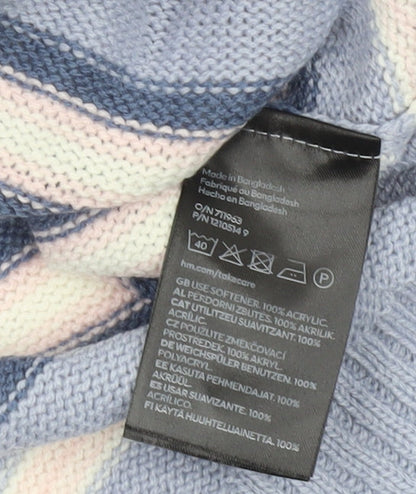 Made in Bangladesh
Fabriqué au Bangladesh
Hecho en Bangladesh
O/N 711963
P/N 1210514 9
40 P
hm.com/takecare
GB USE SOFTENER. 100% ACRYLIC.
AL PERDORNI ZBUTES. 100% AKRILIK.
CAT UTILITZEU SUAVITZANT. 100%
ACRÍLIC.
CZ POUŽIJTE ZMĚKČOVACÍ
PROSTŘEDEK. 100% AKRYL.
DE WEICHSPÜLER BENUTZEN. 100%
POLYACRYL.
EE KASUTA PEHMENDAJAT. 100%
AKRÜÜL.
ES USAR SUAVIZANTE. 100%
ACRÍLICO.
FI KÄYTÄ HUUHTELUAINETTA. 100%